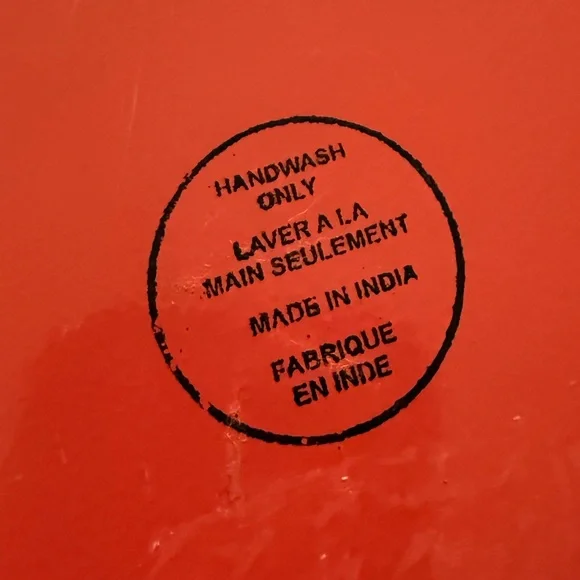 HANDWASH
ONLY
LAVER A LA
MAIN SEULEMENT
MADE IN INDIA
FABRIQUE
EN INDE